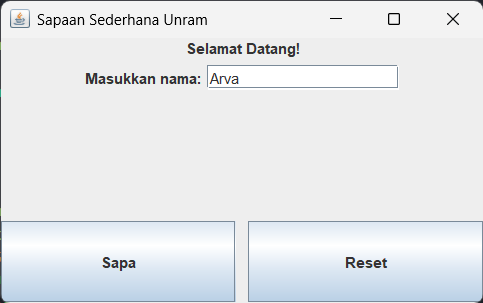 Sapaan Sederhana Unram
Selamat Datang!
Masukkan nama: Arva
Sapa Reset